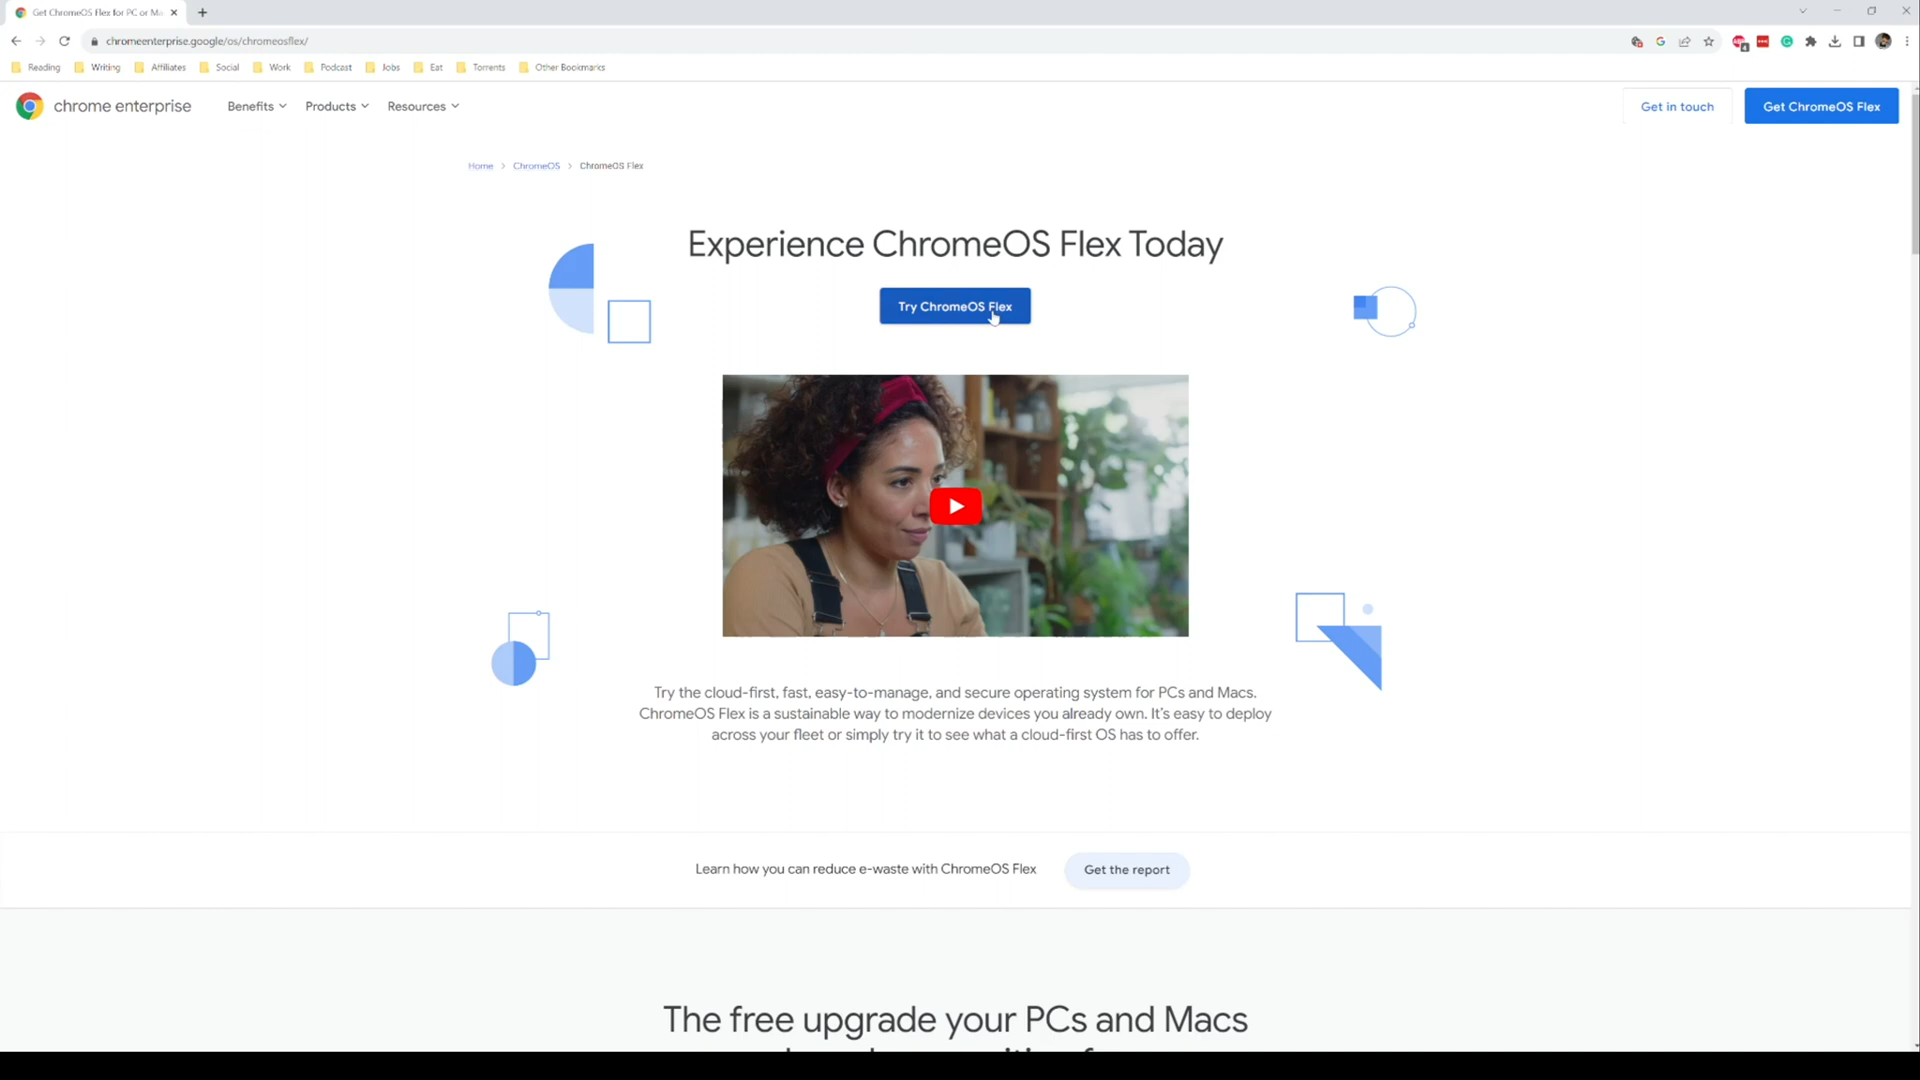 Get ChromeOS Flex for PC or Ma
chromeenterprise.google/os/chromeosflex/
Reading Writing Affiliates Social Work Podcast Jobs Eat Torrents Other Bookmarks
chrome enterprise Benefits Products Resources Get in touch Get ChromeOS Flex
Home > ChromeOS > ChromeOS Flex
Experience ChromeOS Flex Today
Try ChromeOS Flex
Try the cloud-first, fast, easy-to-manage, and secure operating system for PCs and Macs.
ChromeOS Flex is a sustainable way to modernize devices you already own. It's easy to deploy
across your fleet or simply try it to see what a cloud-first OS has to offer.
Learn how you can reduce e-waste with ChromeOS Flex Get the report
The free upgrade your PCs and Macs